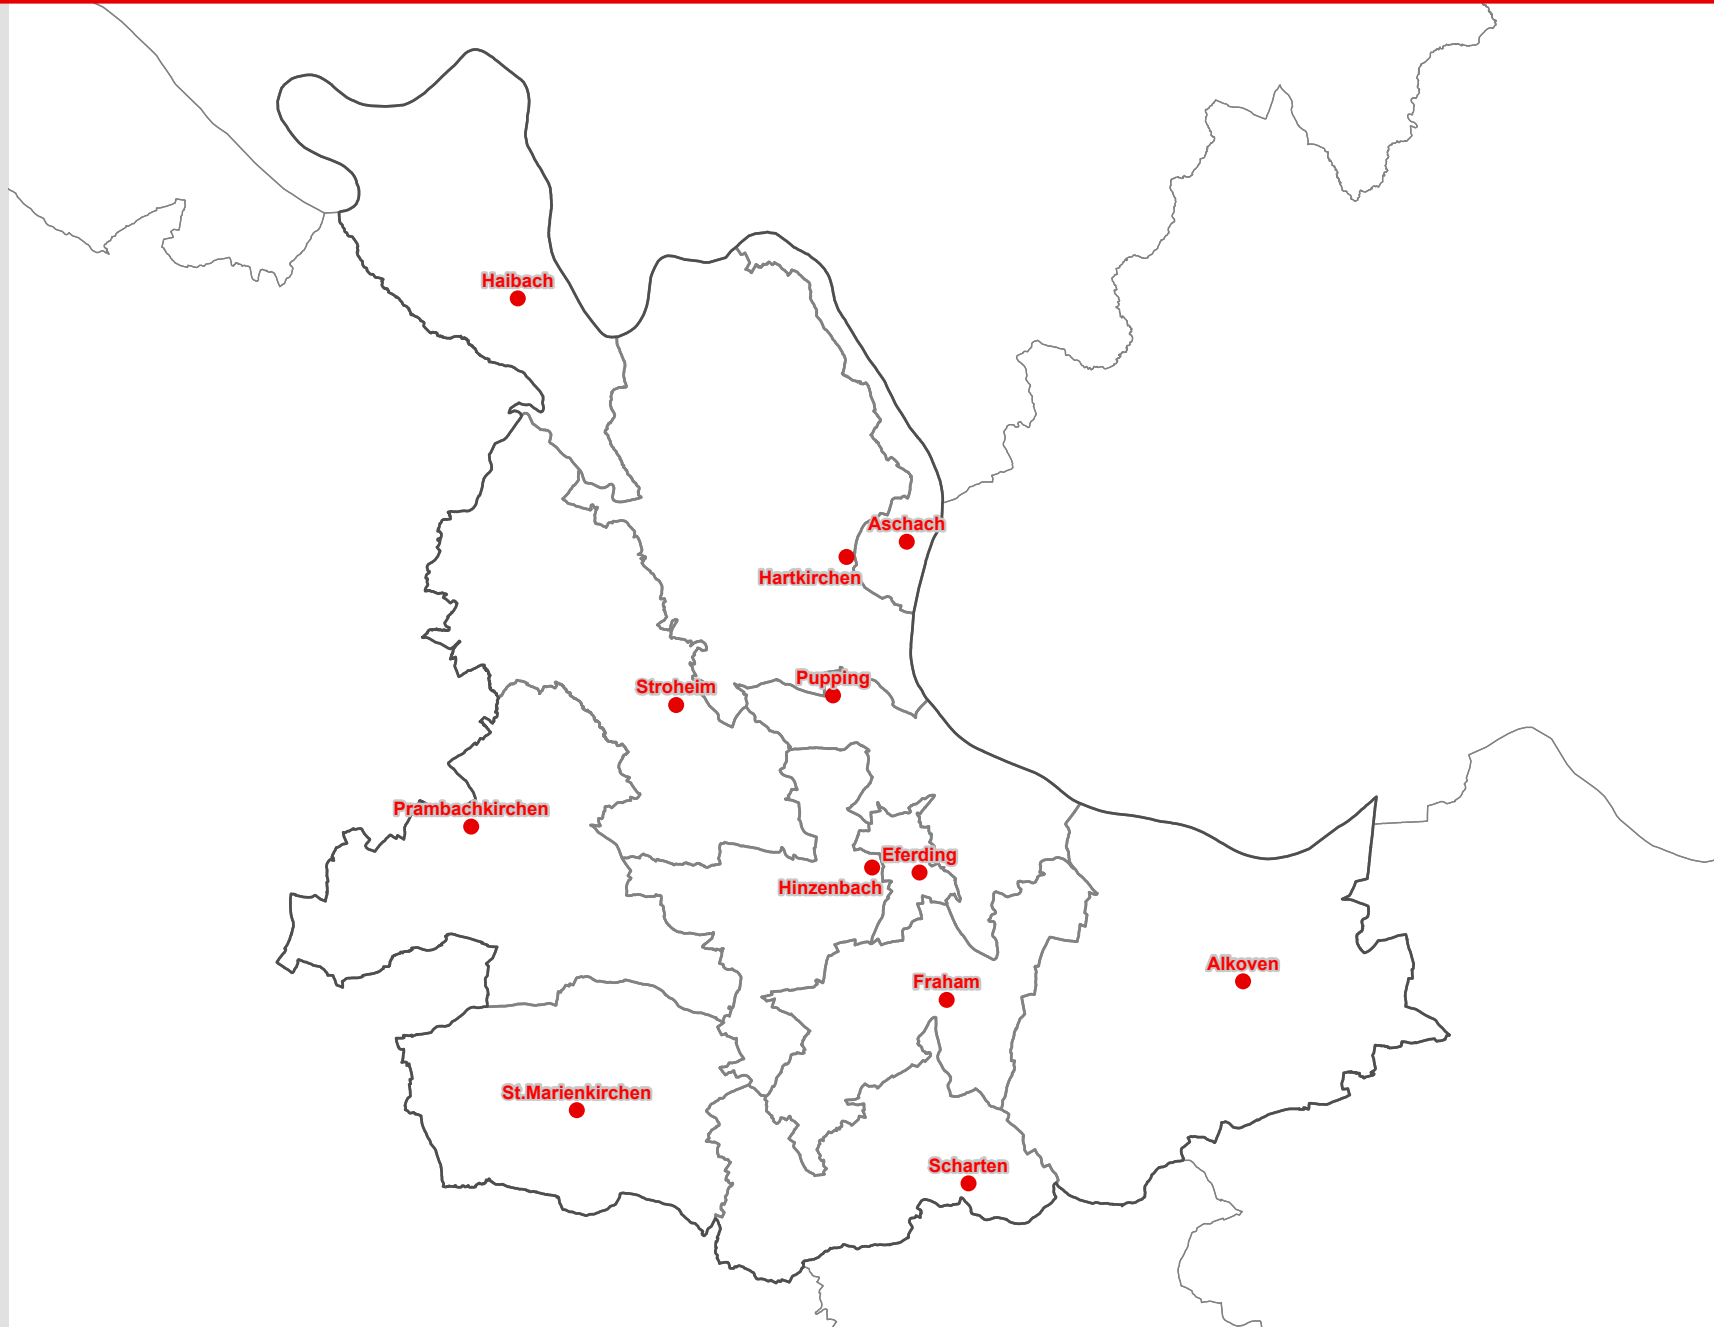 Haibach
Aschach
Hartkirchen
Pupping
Stroheim
Prambachkirchen
Eferding
Hinzenbach
Alkoven
Fraham
St.Marienkirchen
Scharten